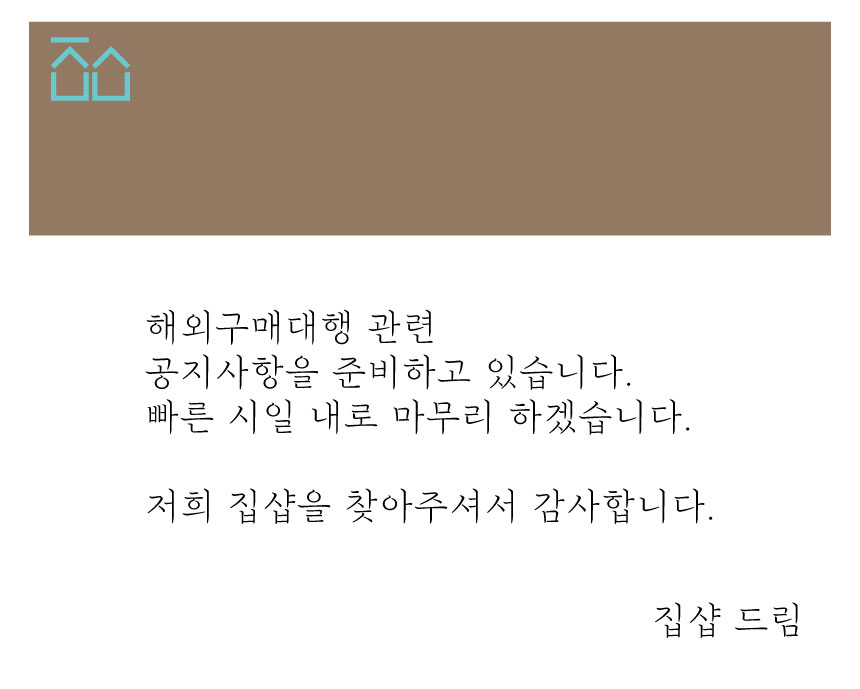 해외구매대행 관련
공지사항을 준비하고 있습니다.
빠른 시일 내로 마무리 하겠습니다.
저희 집샵을 찾아주셔서 감사합니다.
집샵 드림